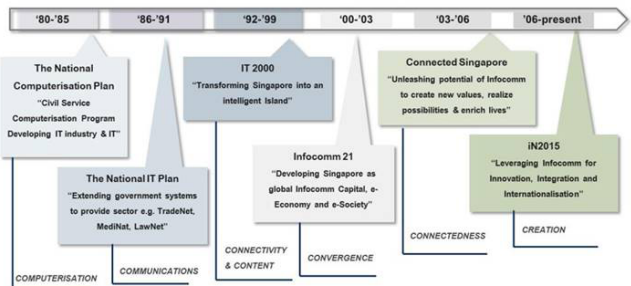 '80-'85
'86-'91
'92-'99
'00-'03
'03-'06
'06-present
The National
Computerisation Plan
"Civil Service
Computerisation Program
Developing IT industry & IT"
COMPUTERISATION
The National IT Plan
"Extending government systems
to provide sector e.g. TradeNet,
MediNat, LawNet"
COMMUNICATIONS
IT 2000
"Transforming Singapore into an
intelligent Island"
CONNECTIVITY
& CONTENT
Infocomm 21
"Developing Singapore as
global Infocomm Capital, e-
Economy and e-Society"
CONVERGENCE
Connected Singapore
"Unleashing potential of Infocomm
to create new values, realize
possibilities & enrich lives"
CONNECTEDNESS
iN2015
"Leveraging Infocomm for
Innovation, Integration and
Internationalisation"
CREATION